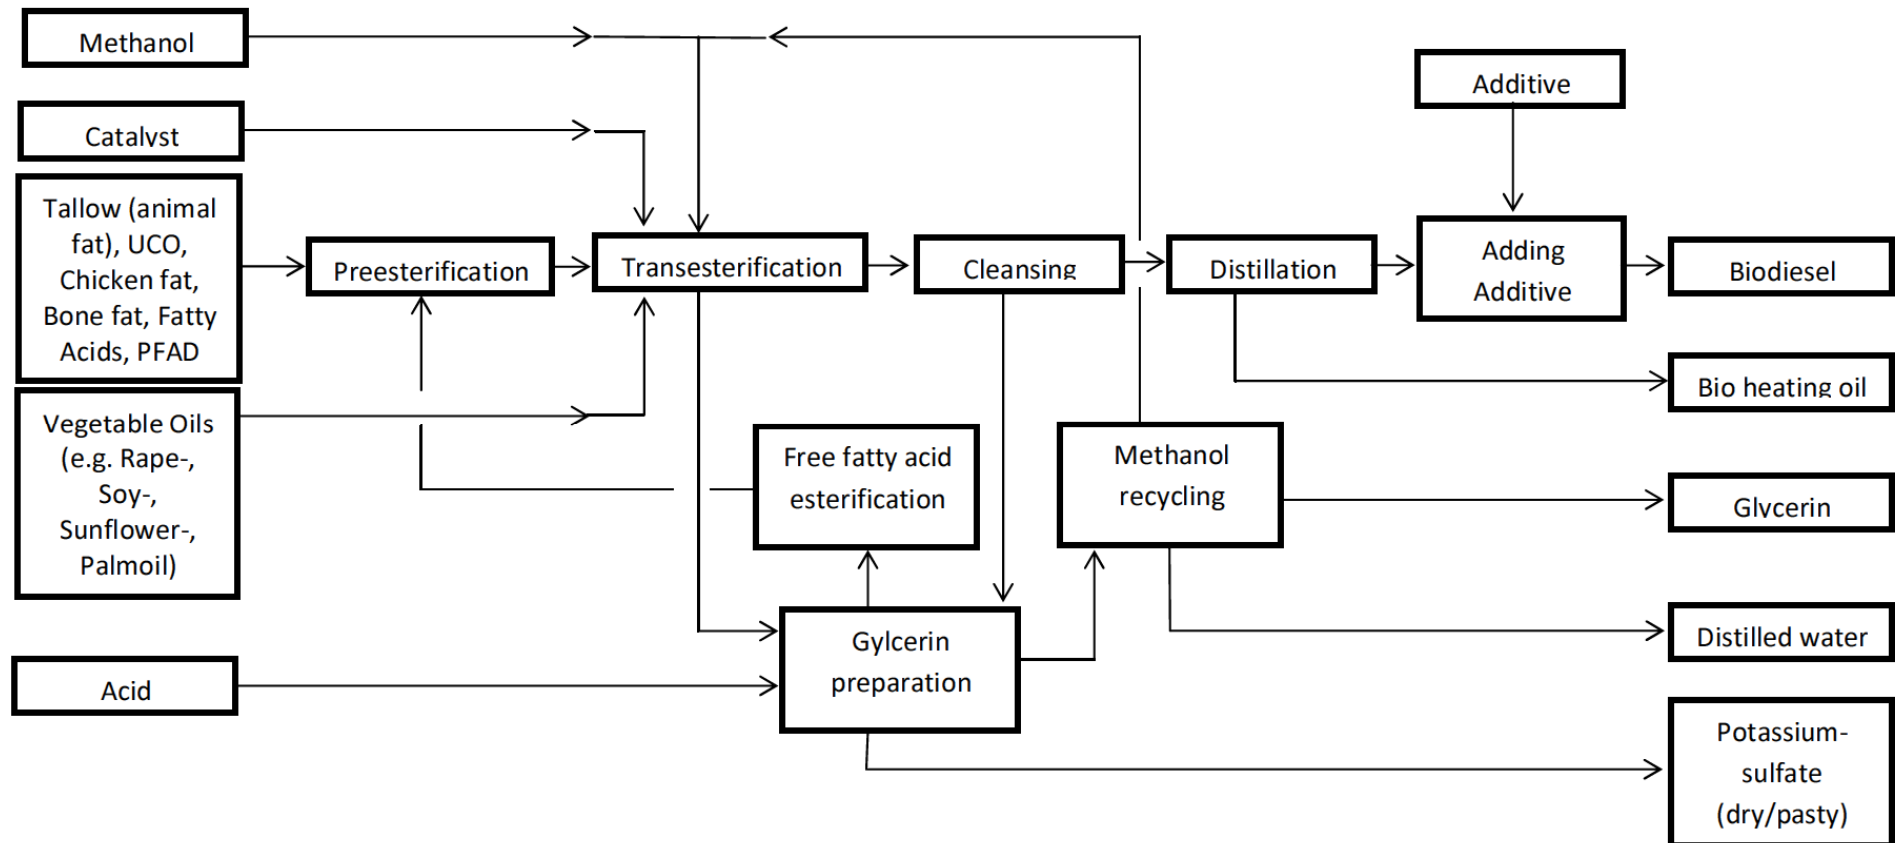 Methanol
Additive
Catalyst
Tallow (animal
fat), UCO,
Chicken fat,
Bone fat, Fatty
Acids, PFAD
Preesterification
Transesterification
Cleansing
Distillation
Adding
Additive
Biodiesel
Bio heating oil
Vegetable Oils
(e.g. Rape-,
Soy-,
Sunflower-,
Palmoil)
Free fatty acid
esterification
Methanol
recycling
Glycerin
Gylcerin
preparation
Distilled water
Acid
Potassium-
sulfate
(dry/pasty)